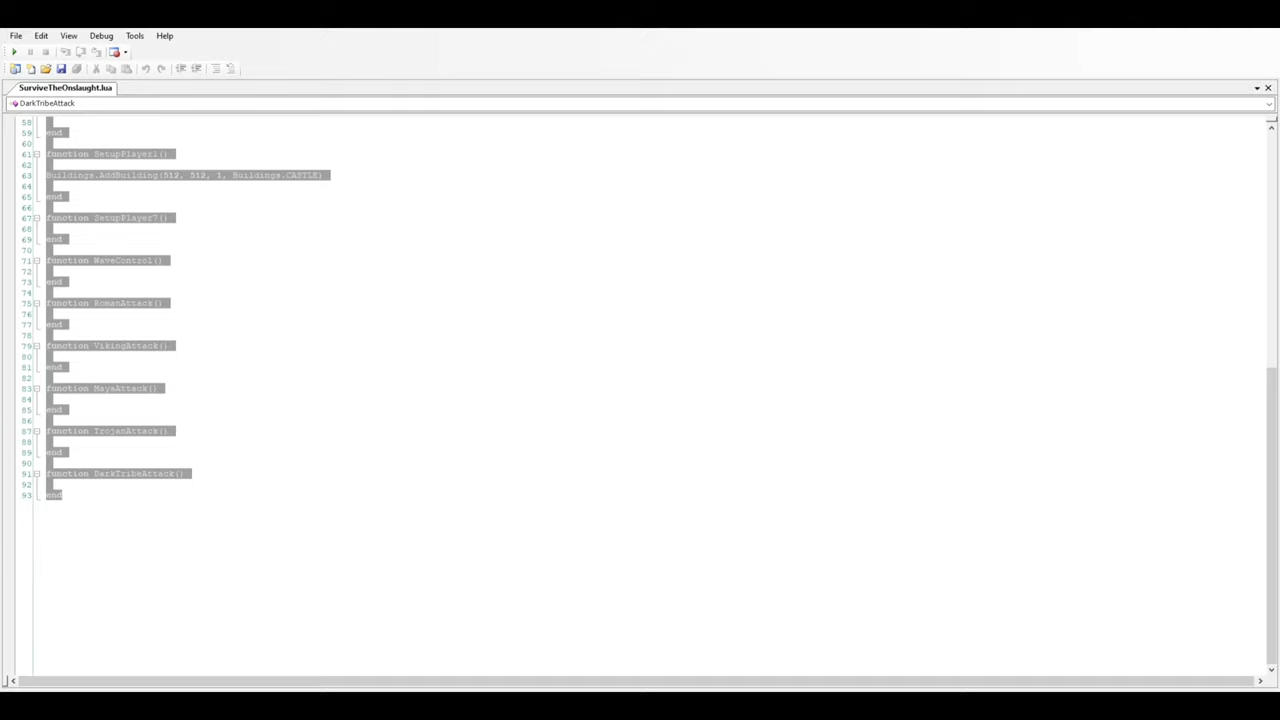 File Edit View Debug Tools Help
SurviveTheOnslaught.lua
DarkTribeAttack
58
59 end
60
61 function SetupPlayer1()
62
63 Buildings.AddBuilding(512, 512, 1, Buildings.CASTLE)
64
65 end
66
67 function SetupPlayer7()
68
69 end
70
71 function WaveControl()
72
73 end
74
75 function RomanAttack()
76
77 end
78
79 function VikingAttack()
80
81 end
82
83 function MayaAttack()
84
85 end
86
87 function TrojanAttack()
88
89 end
90
91 function DarkTribeAttack()
92
93 end